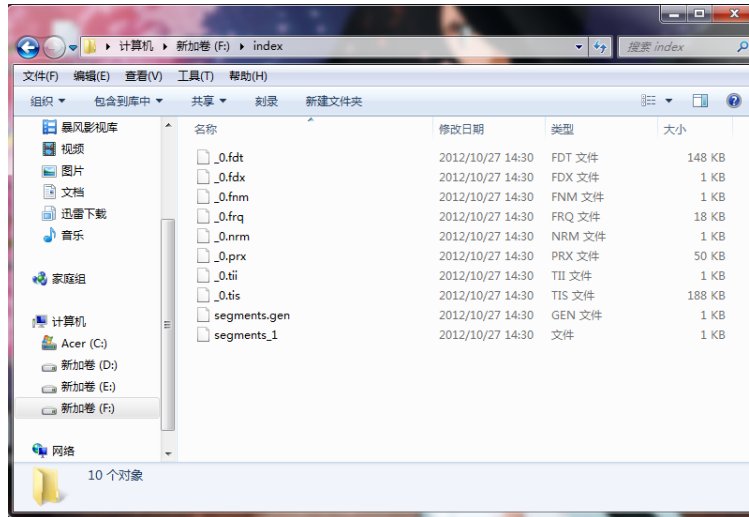 计算机 新加卷 (F:) index 搜索 index
文件(F) 编辑(E) 查看(V) 工具(T) 帮助(H)
组织 包含到库中 共享 刻录 新建文件夹
暴风影视库
视频
图片
文档
迅雷下载
音乐
家庭组
计算机
Acer (C:)
新加卷 (D:)
新加卷 (E:)
新加卷 (F:)
网络
名称 修改日期 类型 大小
_0.fdt 2012/10/27 14:30 FDT 文件 148 KB
_0.fdx 2012/10/27 14:30 FDX 文件 1 KB
_0.fnm 2012/10/27 14:30 FNM 文件 1 KB
_0.frq 2012/10/27 14:30 FRQ 文件 18 KB
_0.nrm 2012/10/27 14:30 NRM 文件 1 KB
_0.prx 2012/10/27 14:30 PRX 文件 50 KB
_0.tii 2012/10/27 14:30 TII 文件 1 KB
_0.tis 2012/10/27 14:30 TIS 文件 188 KB
segments.gen 2012/10/27 14:30 GEN 文件 1 KB
segments_1 2012/10/27 14:30 文件 1 KB
10 个对象